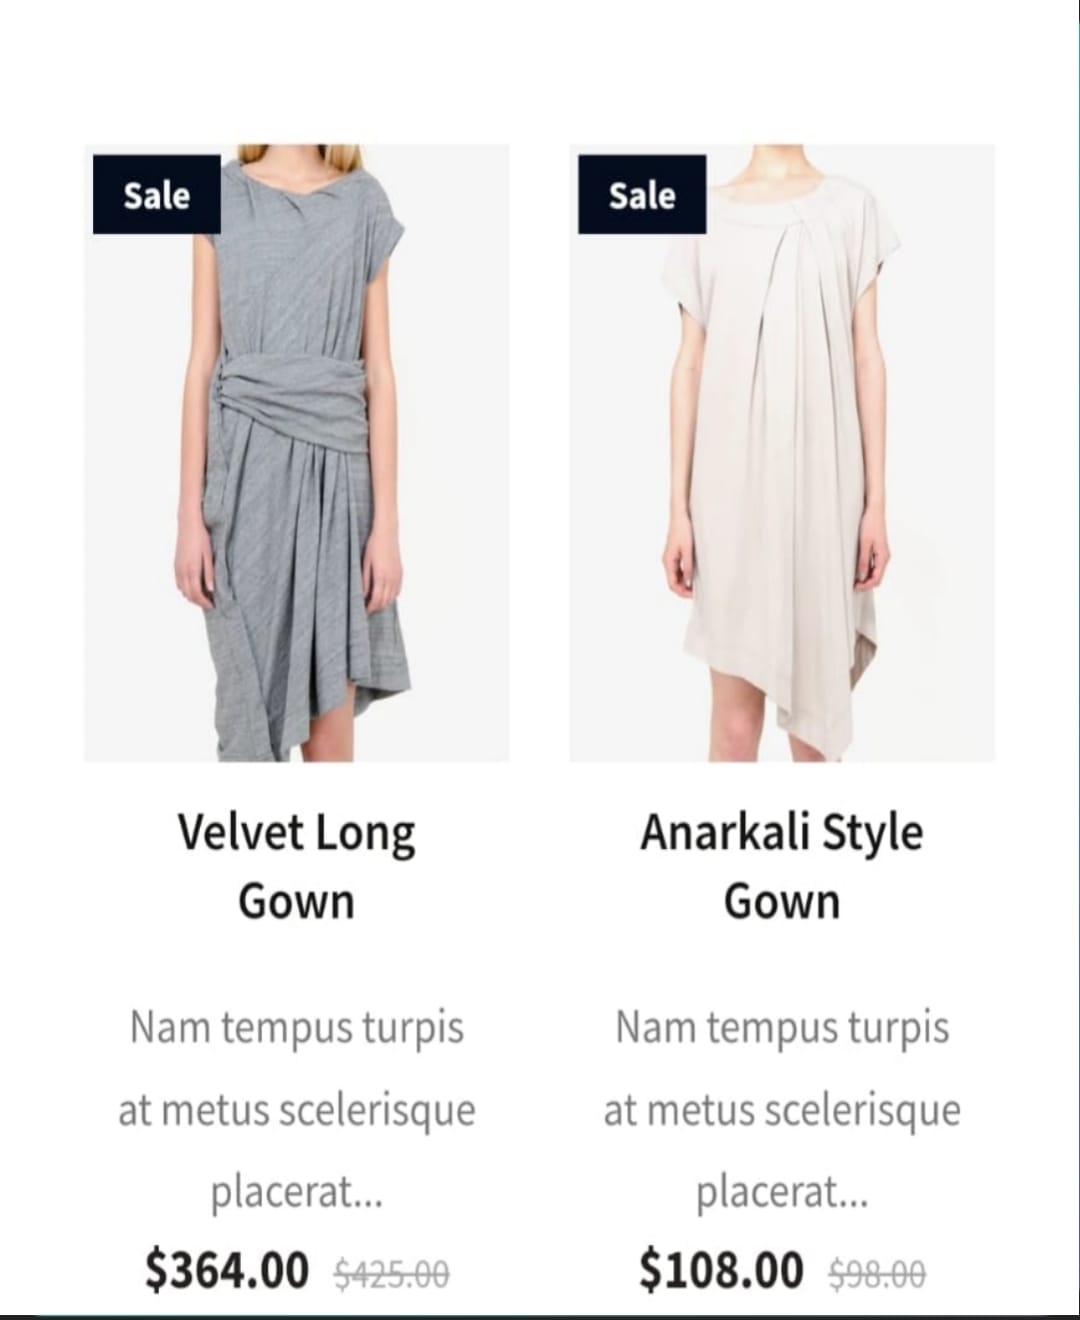 Sale
Velvet Long
Gown
Nam tempus turpis
at metus scelerisque
placerat...
$364.00 $425.00
Sale
Anarkali Style
Gown
Nam tempus turpis
at metus scelerisque
placerat...
$108.00 $98.00